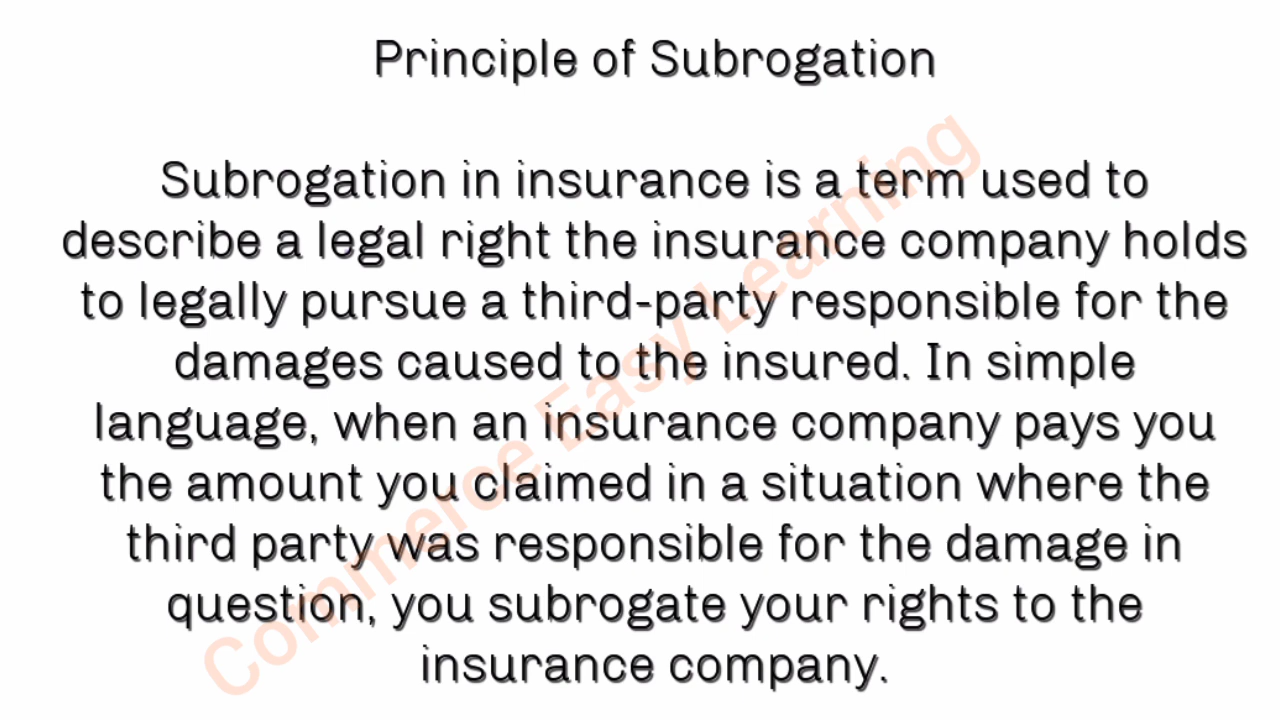 Principle of Subrogation
Subrogation in insurance is a term used to
describe a legal right the insurance company holds
to legally pursue a third-party responsible for the
damages caused to the insured. In simple
language, when an insurance company pays you
the amount you claimed in a situation where the
third party was responsible for the damage in
question, you subrogate your rights to the
insurance company.
Commerce Easy Learning